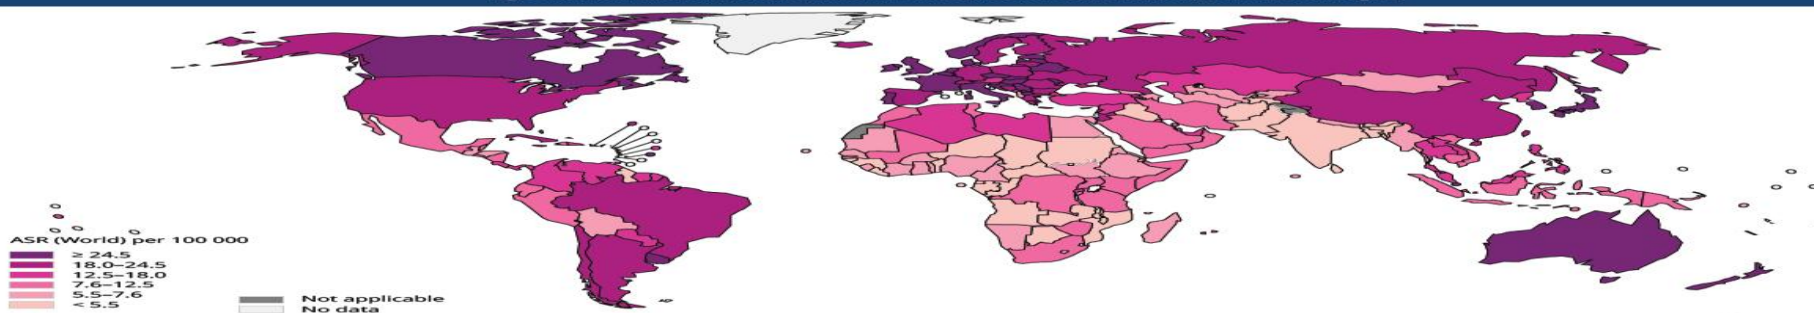 ASR (World) per 100 000
≥ 24.5
18.0–24.5
12.5–18.0
7.6–12.5
5.5–7.6
< 5.5
Not applicable
No data